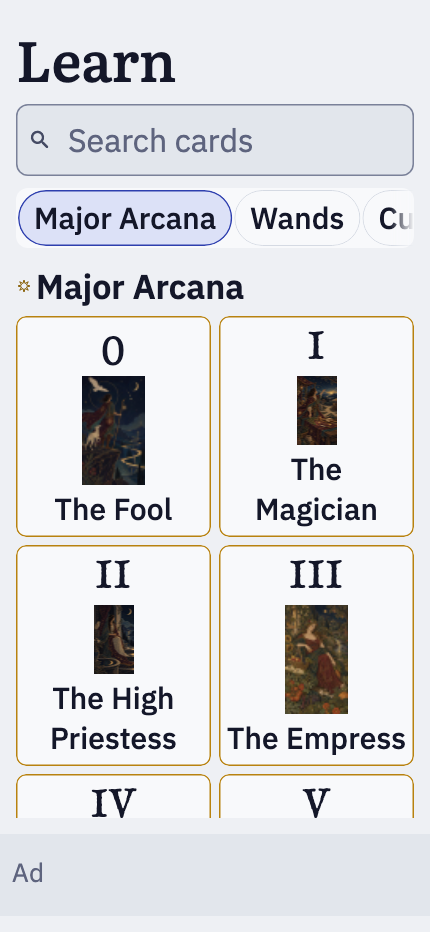 Learn
Search cards
Major Arcana
Wands
Cu
Major Arcana
0
The Fool
I
The
Magician
II
The High
Priestess
III
The Empress
IV
V
Ad